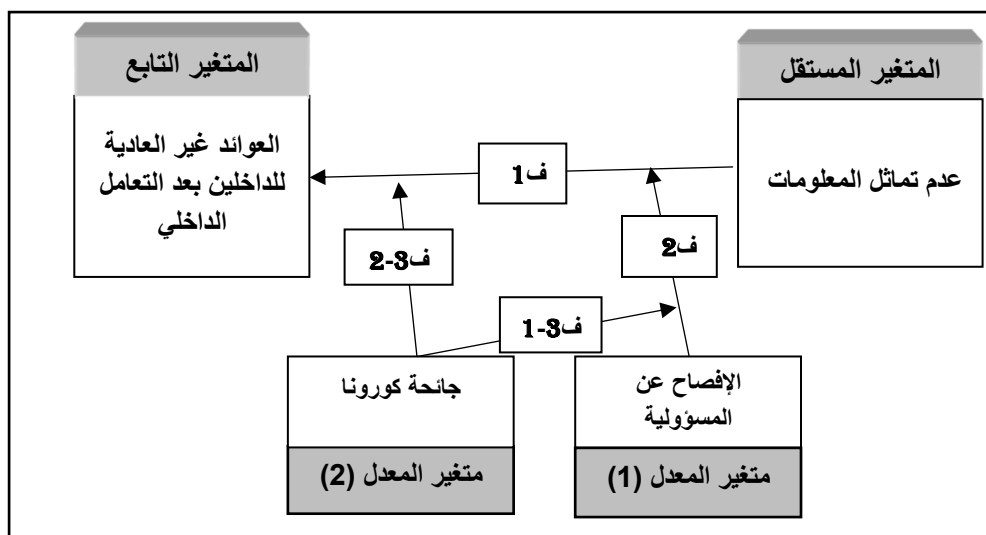 المتغير المستقل
عدم تماثل المعلومات
المتغير التابع
العوائد غير العادية
للداخلين بعد التعامل
الداخلي
ف1
ف2
ف3-2
ف3-1
الإفصاح عن
المسؤولية
متغير المعدل (1)
جائحة كورونا
متغير المعدل (2)